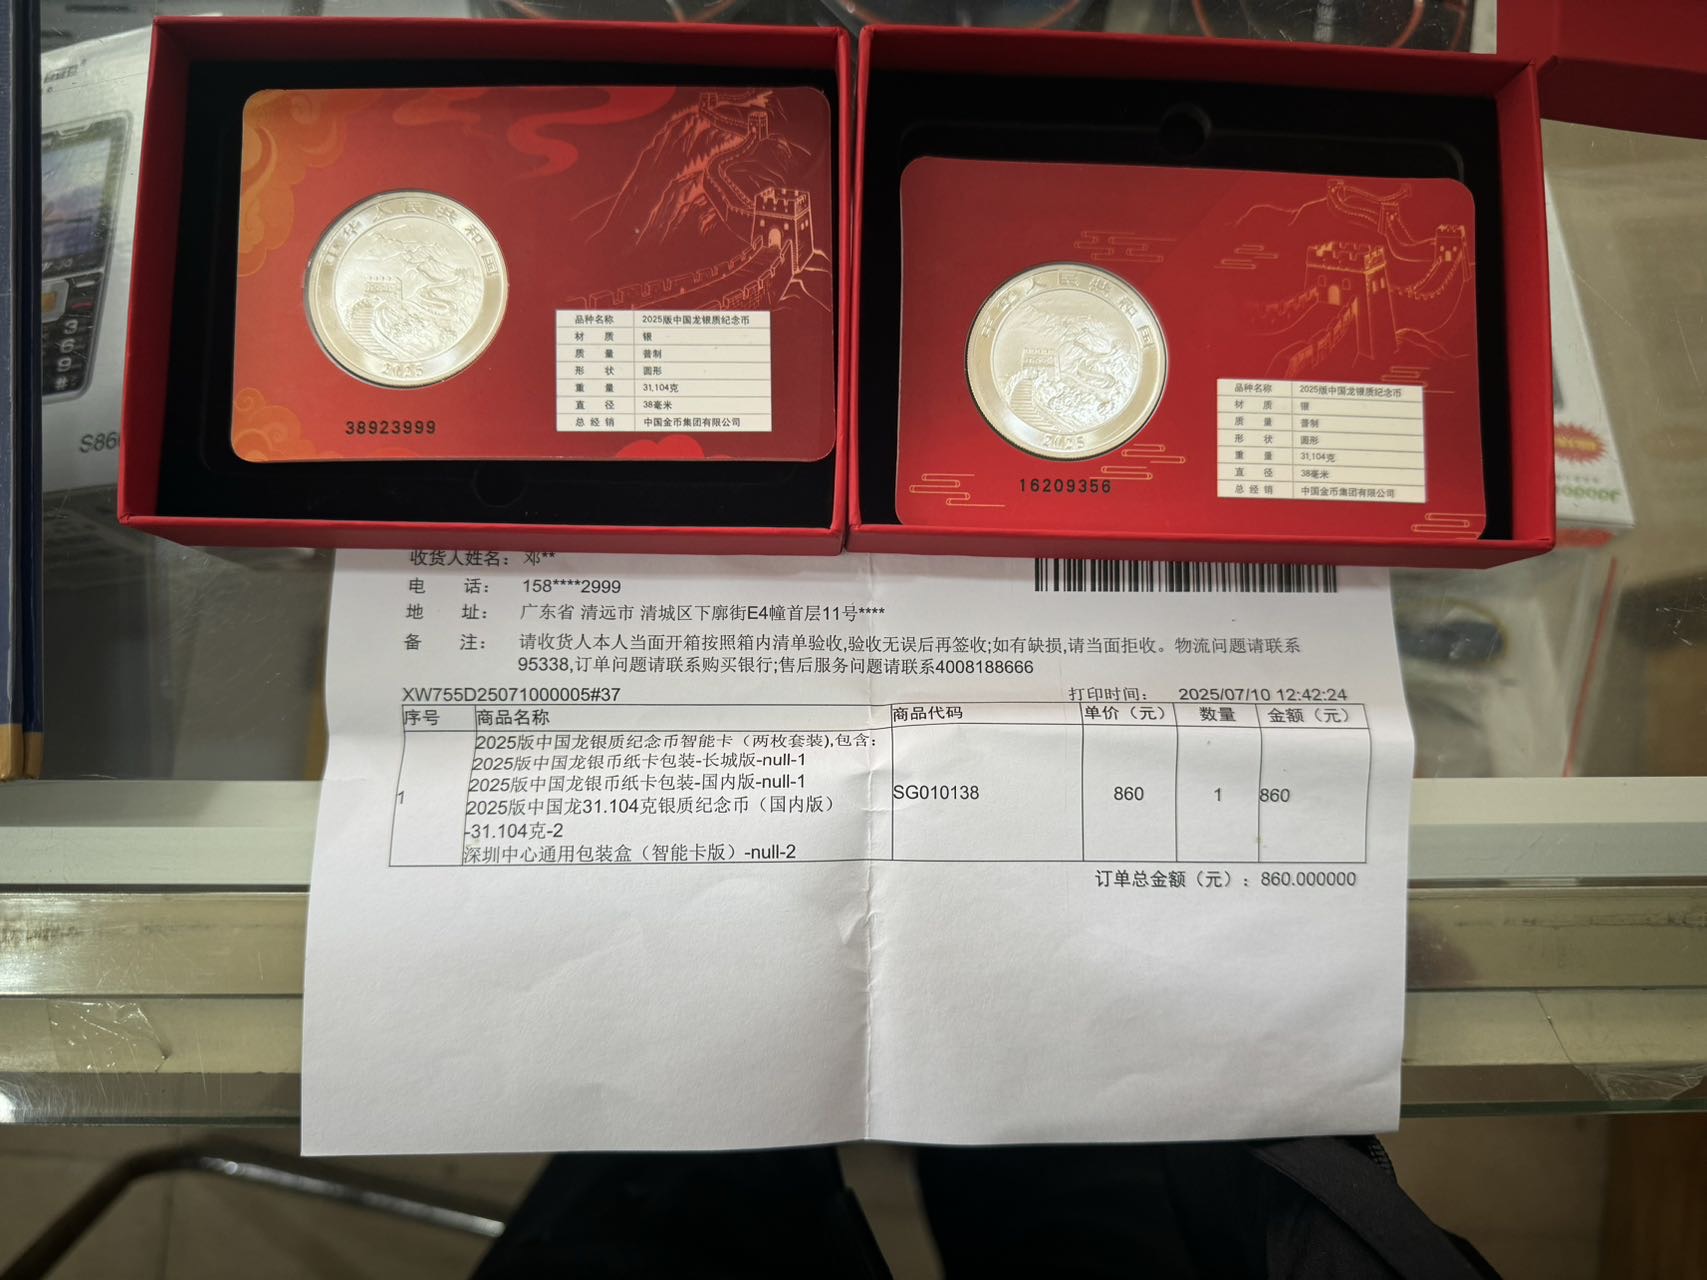 中华人民共和国
2025
38923999
品种名称 2025版中国龙银质纪念币
材 质 银
质 量 普制
形 状 圆形
重 量 31.104克
直 径 38毫米
总 经 销 中国金币集团有限公司
中华人民共和国
2025
16209356
品种名称 2025版中国龙银质纪念币
材 质 银
质 量 普制
形 状 圆形
重 量 31.104克
直 径 38毫米
总 经 销 中国金币集团有限公司
S86
3
6
9
#
收货人姓名: 邓**
电 话: 158****2999
地 址: 广东省 清远市 清城区下廓街E4幢首层11号****
备 注: 请收货人本人当面开箱按照箱内清单验收,验收无误后再签收;如有缺损,请当面拒收。物流问题请联系
95338,订单问题请联系购买银行;售后服务问题请联系4008188666
XW755D25071000005#37 打印时间: 2025/07/10 12:42:24
序号 商品名称 商品代码 单价（元） 数量 金额（元）
1 2025版中国龙银质纪念币智能卡（两枚套装),包含:
2025版中国龙银币纸卡包装-长城版-null-1
2025版中国龙银币纸卡包装-国内版-null-1
2025版中国龙31.104克银质纪念币（国内版）
-31.104克-2
深圳中心通用包装盒（智能卡版）-null-2
SG010138 860 1 860
订单总金额（元）: 860.000000